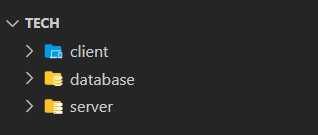 TECH
client
database
server